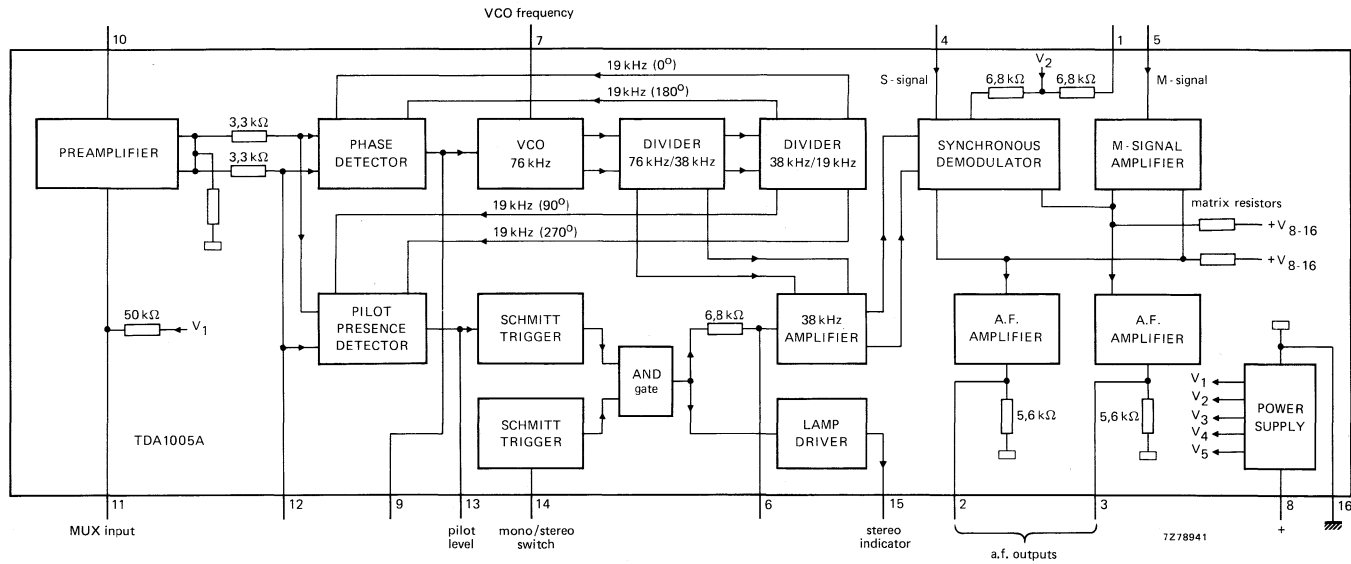 VCO frequency
10
7
4
1
5
19 kHz (0°)
S-signal
V2
M-signal
6,8 kΩ
6,8 kΩ
19 kHz (180°)
3,3 kΩ
3,3 kΩ
PREAMPLIFIER
PHASE
DETECTOR
VCO
76 kHz
DIVIDER
76 kHz/38 kHz
DIVIDER
38 kHz/19 kHz
SYNCHRONOUS
DEMODULATOR
M-SIGNAL
AMPLIFIER
19 kHz (90°)
19 kHz (270°)
matrix resistors
+V8-16
+V8-16
50 kΩ
V1
PILOT
PRESENCE
DETECTOR
SCHMITT
TRIGGER
6,8 kΩ
38 kHz
AMPLIFIER
A.F.
AMPLIFIER
A.F.
AMPLIFIER
AND
gate
TDA1005A
SCHMITT
TRIGGER
LAMP
DRIVER
5,6 kΩ
5,6 kΩ
V1
V2
V3
V4
V5
POWER
SUPPLY
11
12
9
13
14
6
15
2
3
8
16
MUX input
pilot
level
mono/stereo
switch
stereo
indicator
a.f. outputs
+
7Z78941